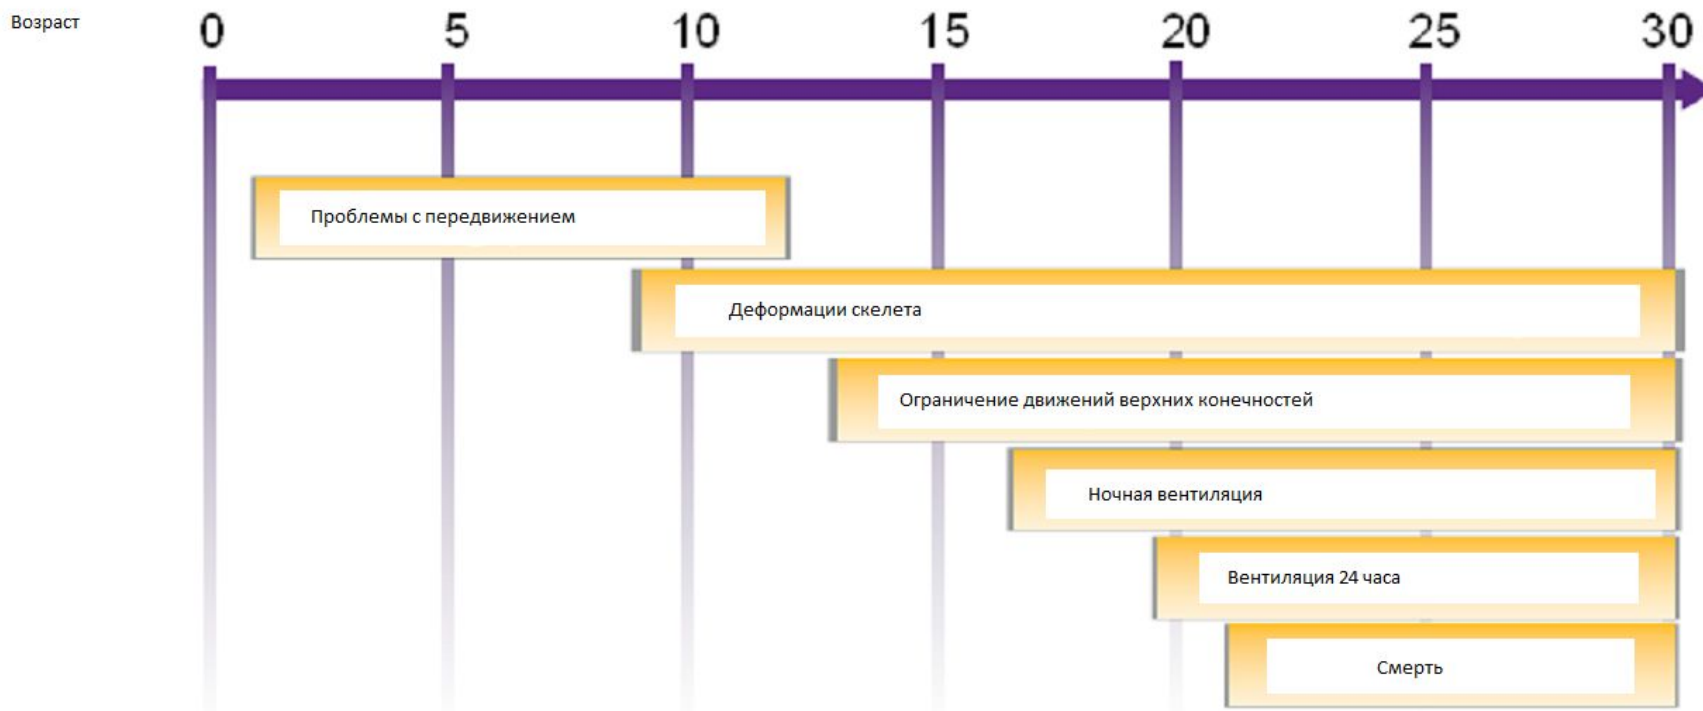 Возраст
0 5 10 15 20 25 30
Проблемы с передвижением
Деформации скелета
Ограничение движений верхних конечностей
Ночная вентиляция
Вентиляция 24 часа
Смерть